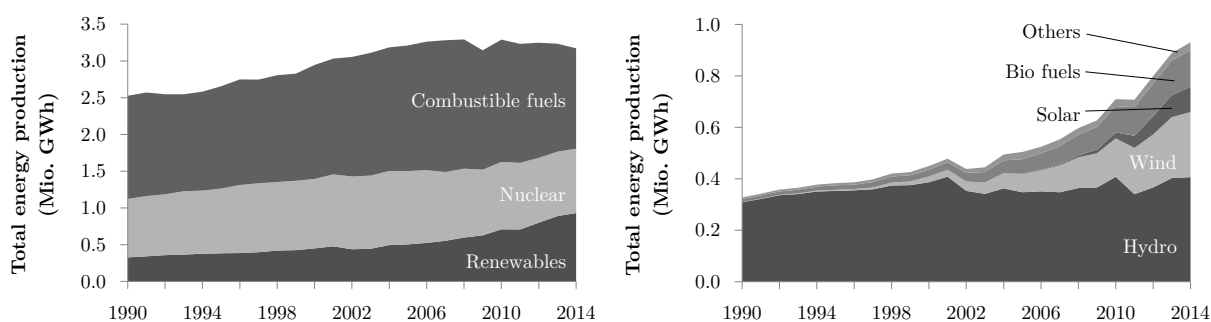 Total energy production
(Mio. GWh)
3.5
3.0
2.5
2.0
1.5
1.0
0.5
0.0
Combustible fuels
Nuclear
Renewables
1990 1994 1998 2002 2006 2010 2014
Total energy production
(Mio. GWh)
1.0
0.8
0.6
0.4
0.2
0.0
Others
Bio fuels
Solar
Wind
Hydro
1990 1994 1998 2002 2006 2010 2014